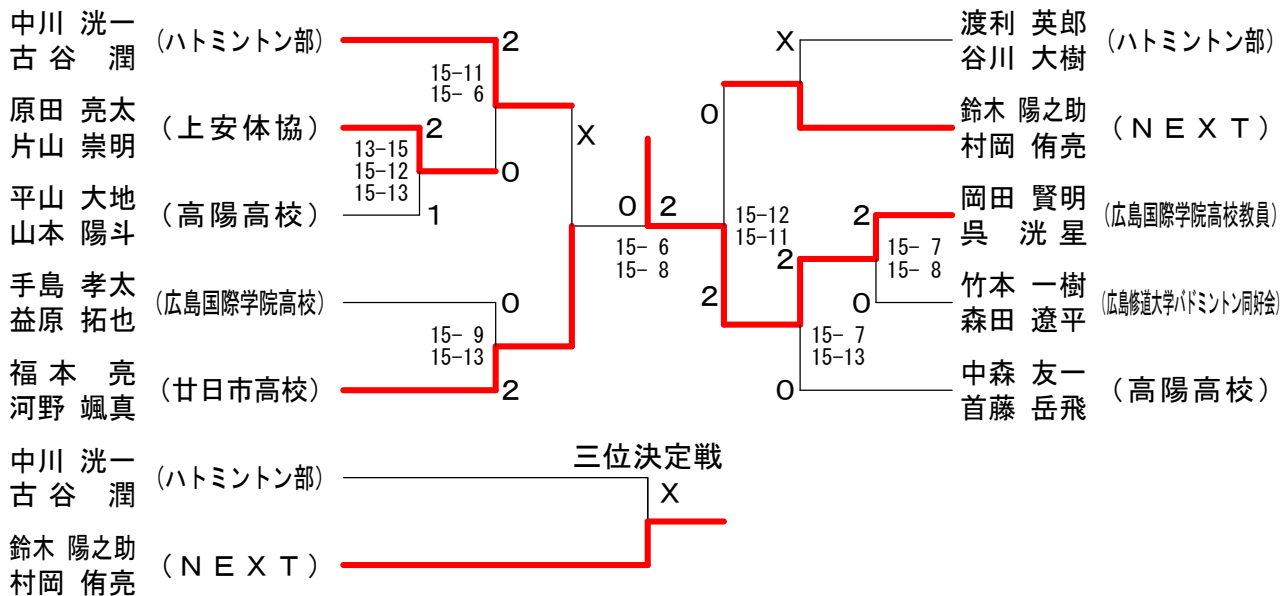 中川 洸一
古谷 潤
(ハトミントン部)
2
15-11
15- 6
原田 亮太
片山 崇明
(上安体協)
2
13-15
15-12
15-13
0
平山 大地
山本 陽斗
(高陽高校)
1
X
手島 孝太
益原 拓也
(広島国際学院高校)
0
15- 9
15-13
福本 亮
河野 颯真
(廿日市高校)
2
0
2
15- 6
15- 8
渡利 英郎
谷川 大樹
(ハトミントン部)
X
鈴木 陽之助
村岡 侑亮
(NEXT)
0
15-12
15-11
2
岡田 賢明
呉 洸星
(広島国際学院高校教員)
2
15- 7
15- 8
竹本 一樹
森田 遼平
(広島修道大学バドミントン同好会)
0
2
15- 7
15-13
中森 友一
首藤 岳飛
(高陽高校)
0
三位決定戦
中川 洸一
古谷 潤
(ハトミントン部)
X
鈴木 陽之助
村岡 侑亮
(NEXT)